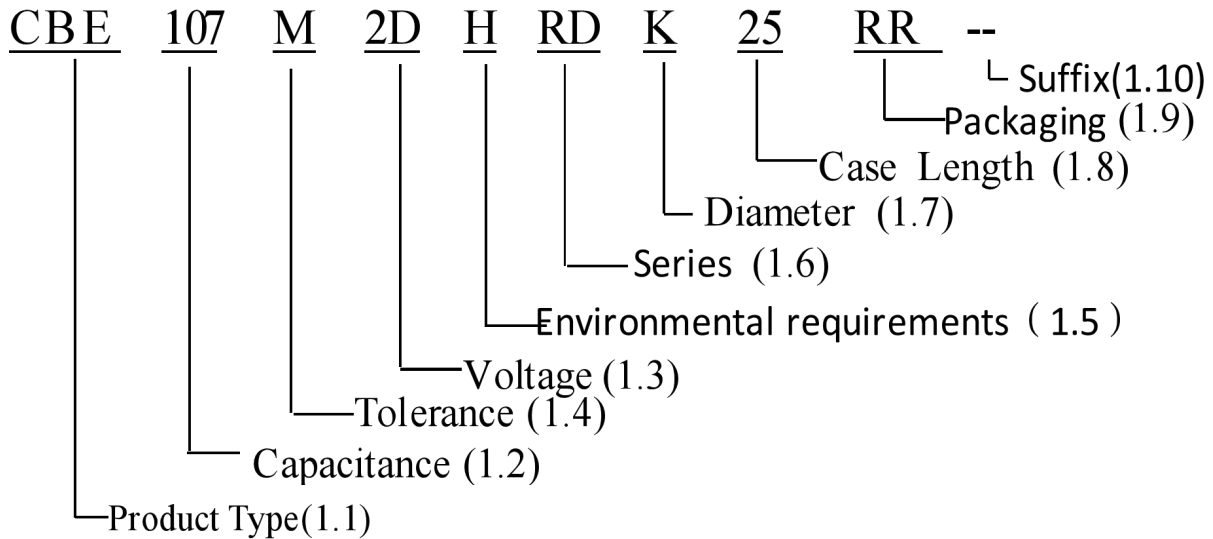 CBE 107 M 2D H RD K 25 RR --
Suffix(1.10)
Packaging (1.9)
Case Length (1.8)
Diameter (1.7)
Series (1.6)
Environmental requirements（1.5）
Voltage (1.3)
Tolerance (1.4)
Capacitance (1.2)
Product Type(1.1)